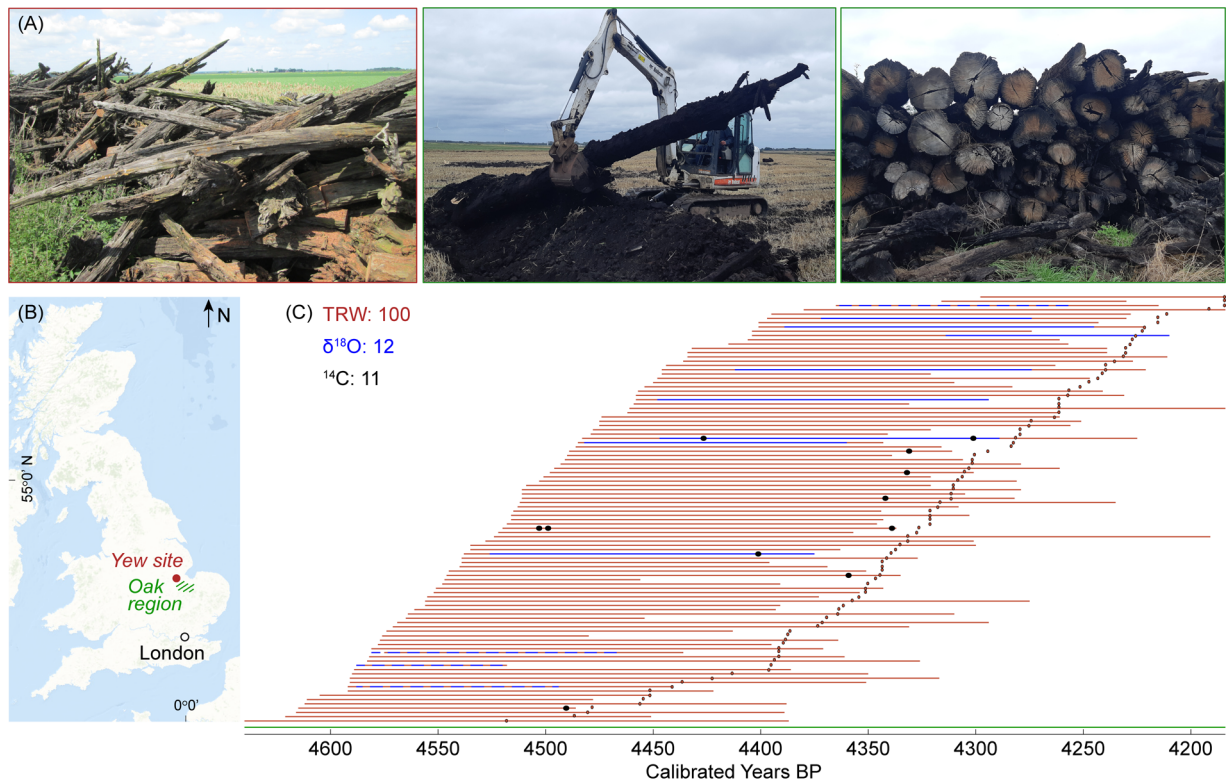 (A)
(B)
N
55°0' N
Yew site
Oak
region
London
0°0'
(C)
TRW: 100
δ¹⁸O: 12
¹⁴C: 11
4600
4550
4500
4450
4400
4350
4300
4250
4200
Calibrated Years BP